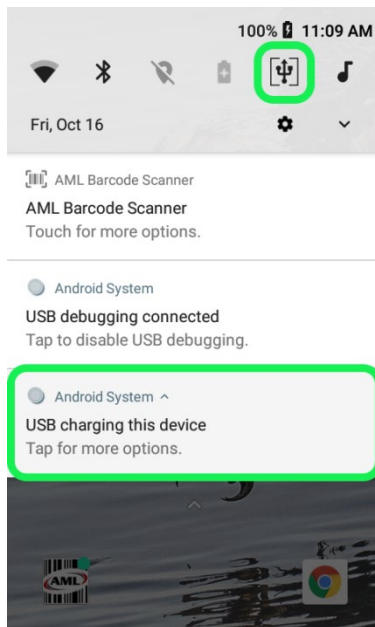 100% 11:09 AM
Fri, Oct 16
AML Barcode Scanner
AML Barcode Scanner
Touch for more options.
Android System
USB debugging connected
Tap to disable USB debugging.
Android System
USB charging this device
Tap for more options.
AML